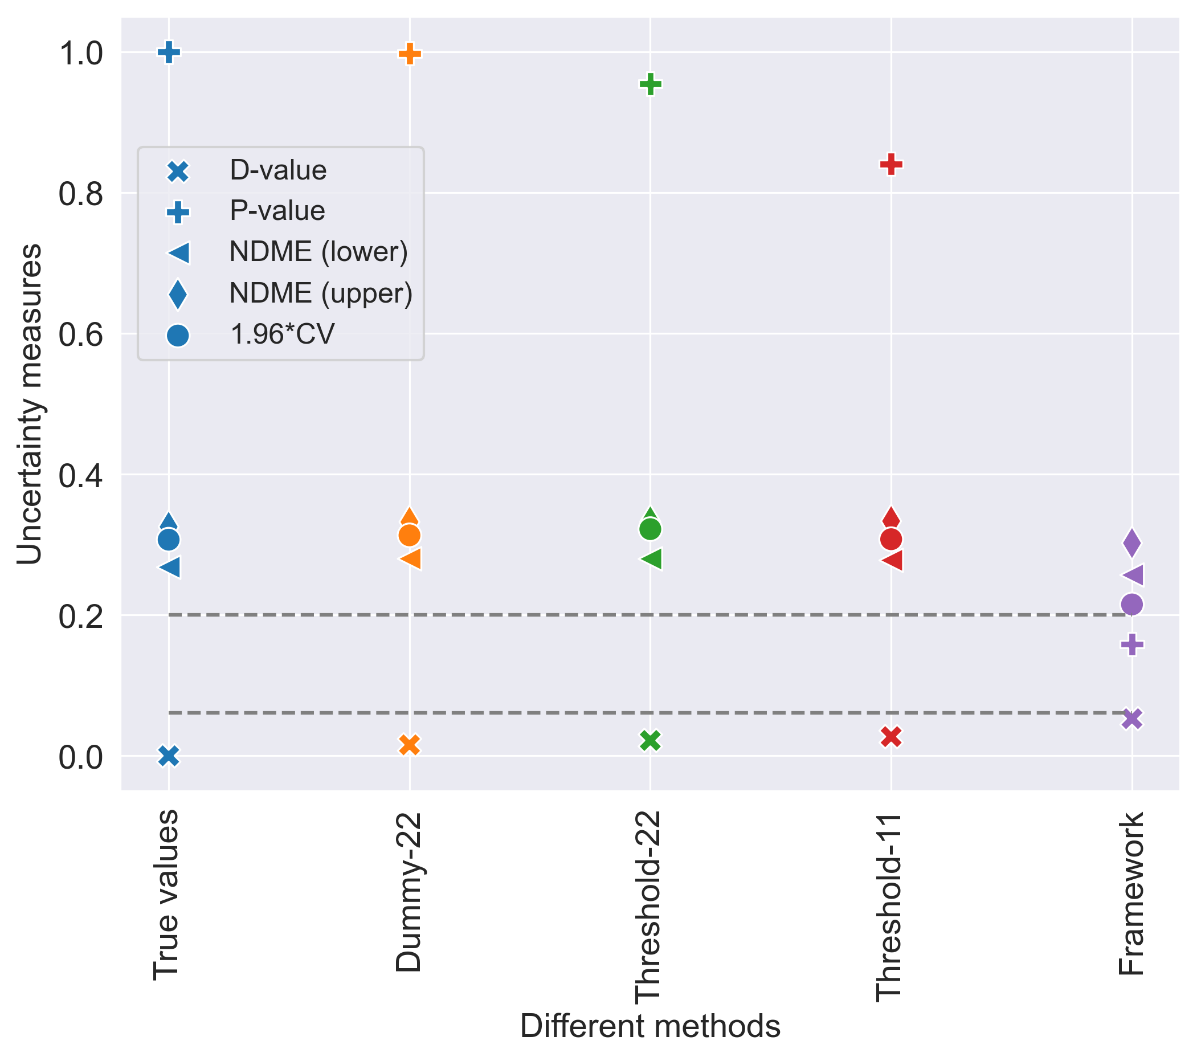 1.0
0.8
0.6
0.4
0.2
0.0
Uncertainty measures
D-value
P-value
NDME (lower)
NDME (upper)
1.96*CV
True values
Dummy-22
Threshold-22
Threshold-11
Framework
Different methods